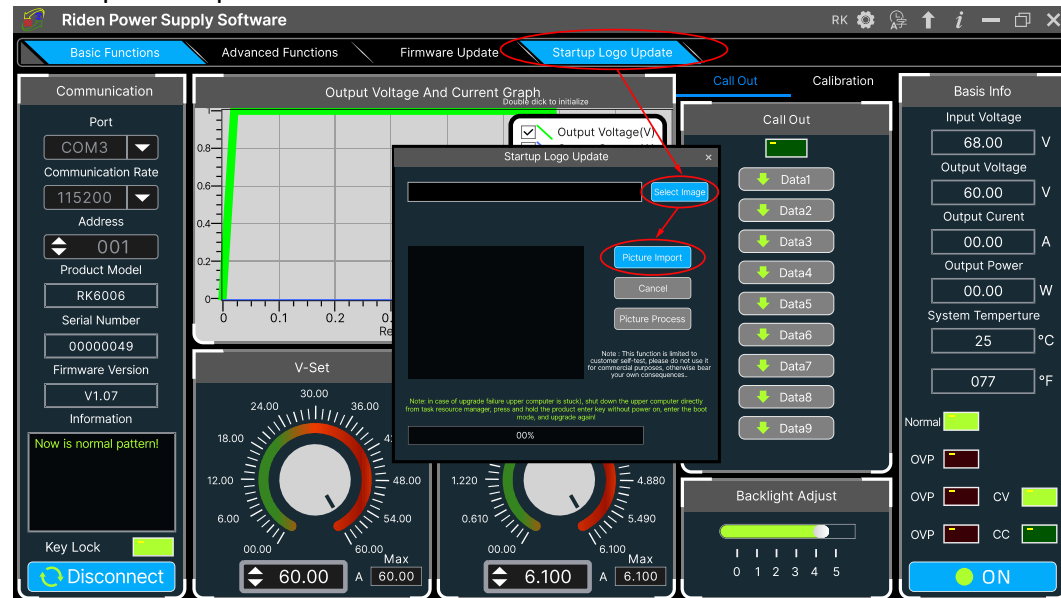 Riden Power Supply Software
RK
i
Basic Functions
Advanced Functions
Firmware Update
Startup Logo Update
Communication
Port
COM3
Communication Rate
115200
Address
001
Product Model
RK6006
Serial Number
00000049
Firmware Version
V1.07
Information
Now is normal pattern!
Key Lock
Disconnect
Output Voltage And Current Graph
Double dick to initialize
Output Voltage(V)
1
0.8
0.6
0.4
0.2
0
0
0.1
0.2
0.
Re
Startup Logo Update
×
Select Image
Picture Import
Cancel
Picture Process
Note : This function is limited to
customer self-test, please do not use it
for commercial purposes, otherwise bear
your own consequences..
Note: in case of upgrade failure upper computer is stuck), shut down the upper computer directly
from task resource manager, press and hold the product enter key without power on, enter the boot
mode, and upgrade again!
00%
V-Set
00.00
6.00
12.00
18.00
24.00
30.00
36.00
4
48.00
54.00
60.00
60.00
A
Max
60.00
00.00
0.610
1.220
4.880
5.490
6.100
6.100
A
Max
6.100
Call Out
Calibration
Call Out
Data1
Data2
Data3
Data4
Data5
Data6
Data7
Data8
Data9
Backlight Adjust
0 1 2 3 4 5
Basis Info
Input Voltage
68.00 V
Output Voltage
60.00 V
Output Curent
00.00 A
Output Power
00.00 W
System Temperture
25 °C
077 °F
Normal
OVP
OVP CV
OVP CC
ON